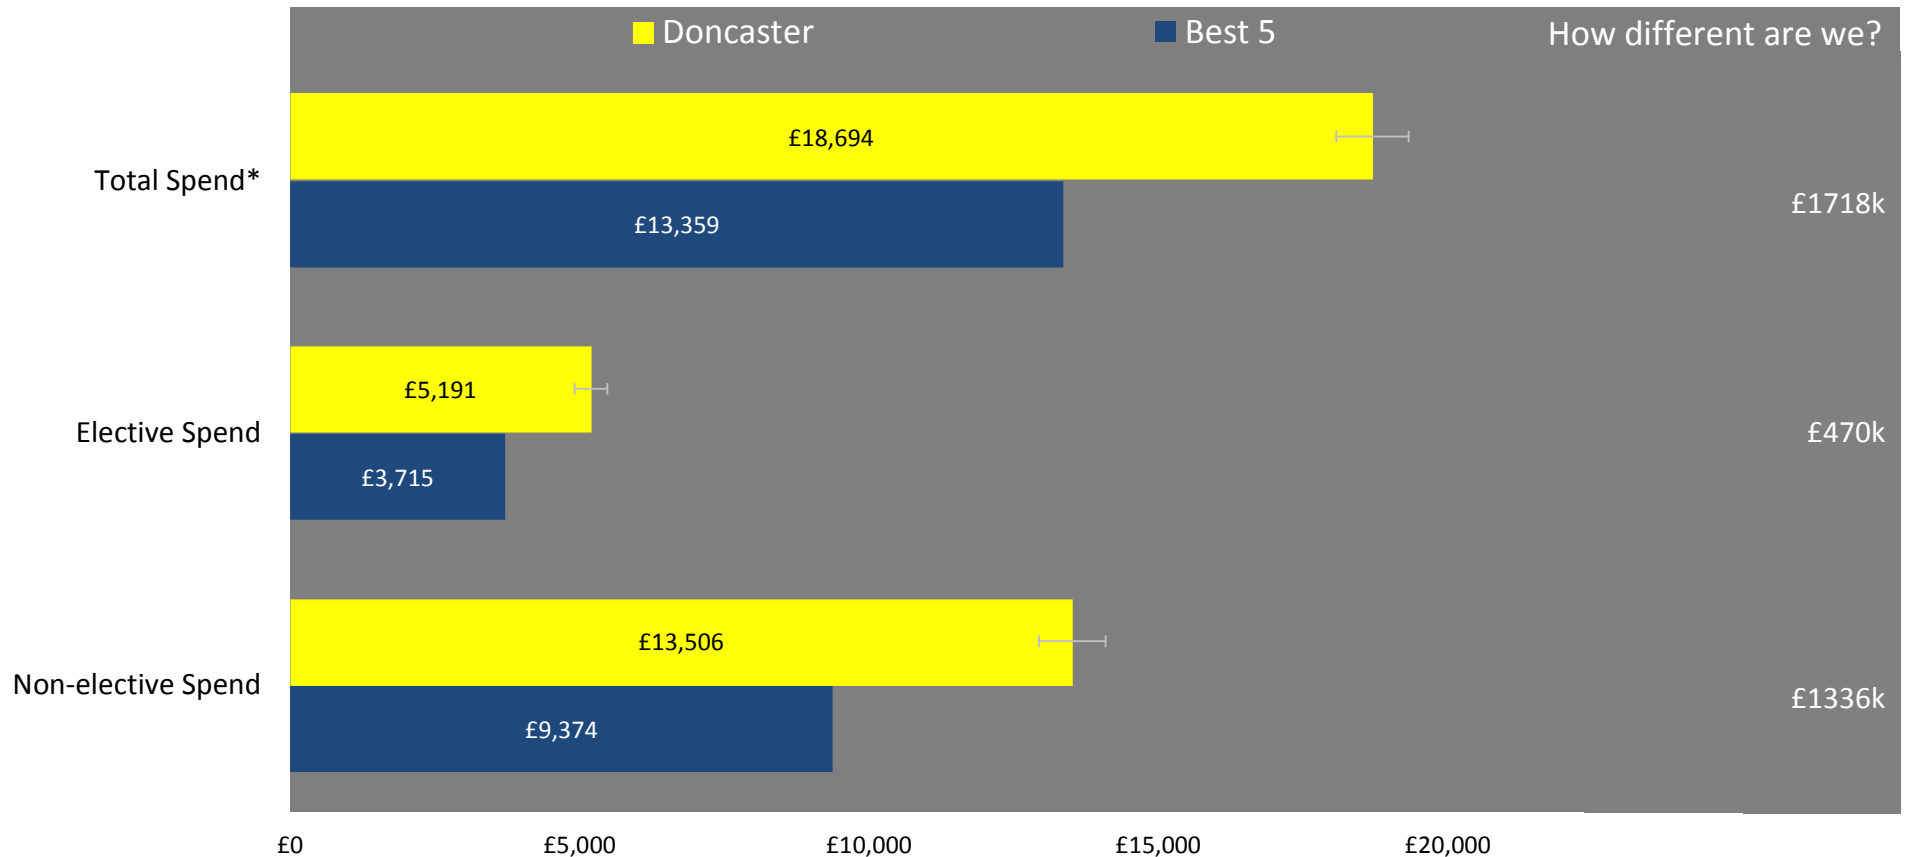 Doncaster Best 5 How different are we?
£18,694
Total Spend*
£1718k
£13,359
£5,191
Elective Spend
£470k
£3,715
£13,506
Non-elective Spend
£1336k
£9,374
£0 £5,000 £10,000 £15,000 £20,000